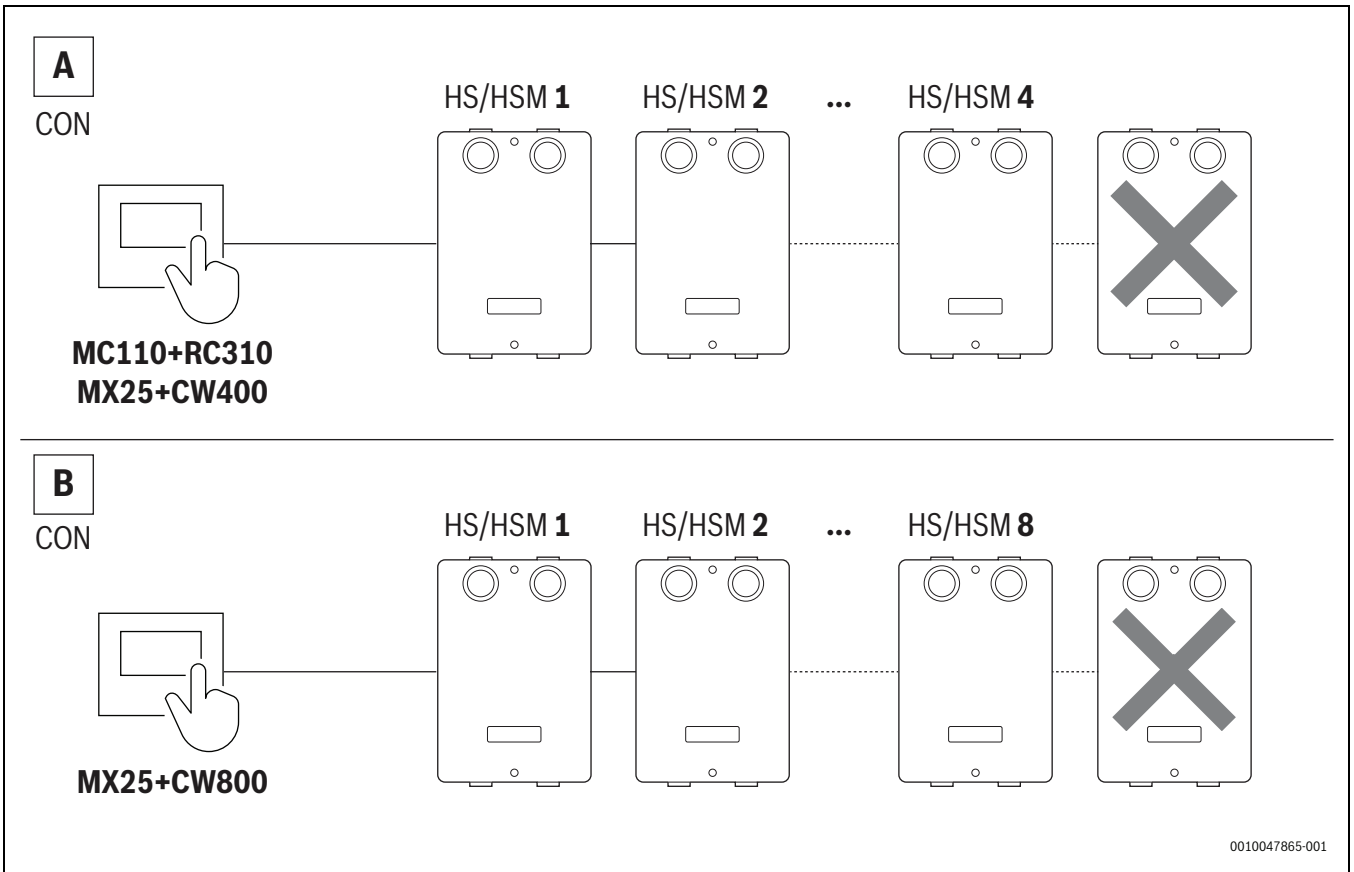 A
CON
HS/HSM 1 HS/HSM 2 ... HS/HSM 4
MC110+RC310
MX25+CW400
B
CON
HS/HSM 1 HS/HSM 2 ... HS/HSM 8
MX25+CW800
0010047865-001